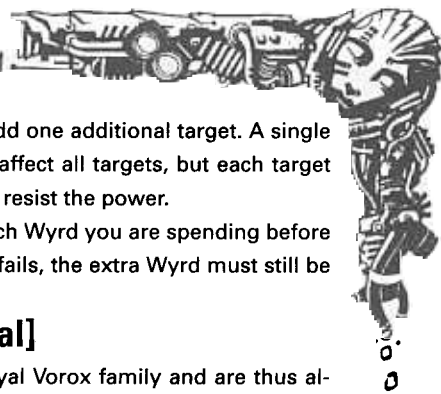 dd one additional target. A single
affect all targets, but each target
resist the power.
ch Wyrd you are spending before
fails, the extra Wyrd must still be
al]
yal Vorox family and are thus al-